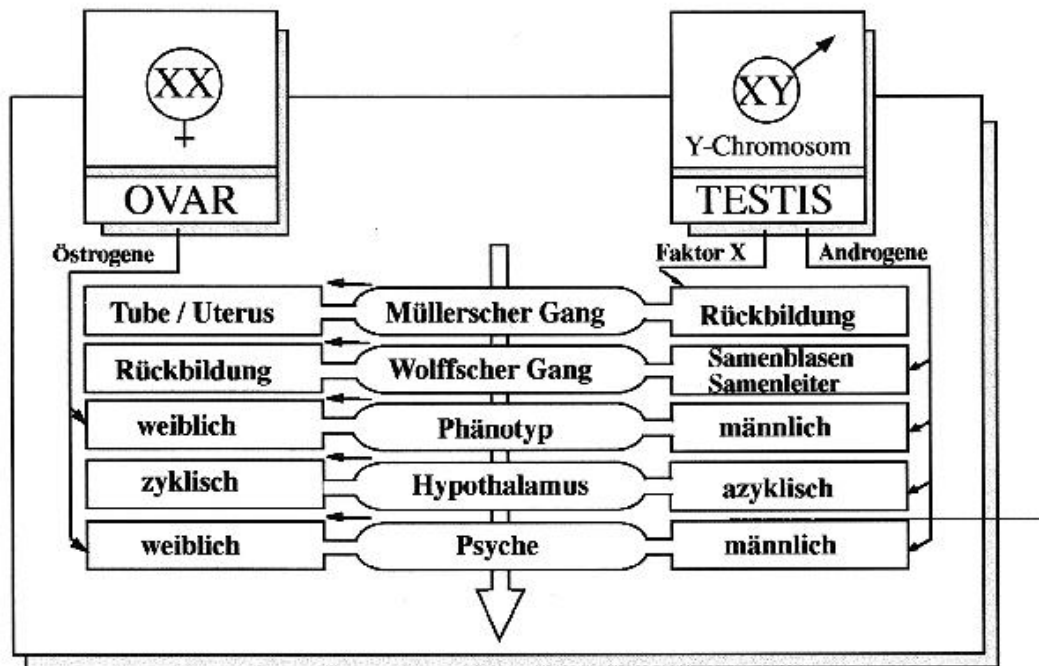 XX
XY
Y-Chromosom
OVAR
TESTIS
Östrogene
Faktor X
Androgene
Tube / Uterus
Müllerscher Gang
Rückbildung
Rückbildung
Wolffscher Gang
Samenblasen
Samenleiter
weiblich
Phänotyp
männlich
zyklisch
Hypothalamus
azyklisch
weiblich
Psyche
männlich